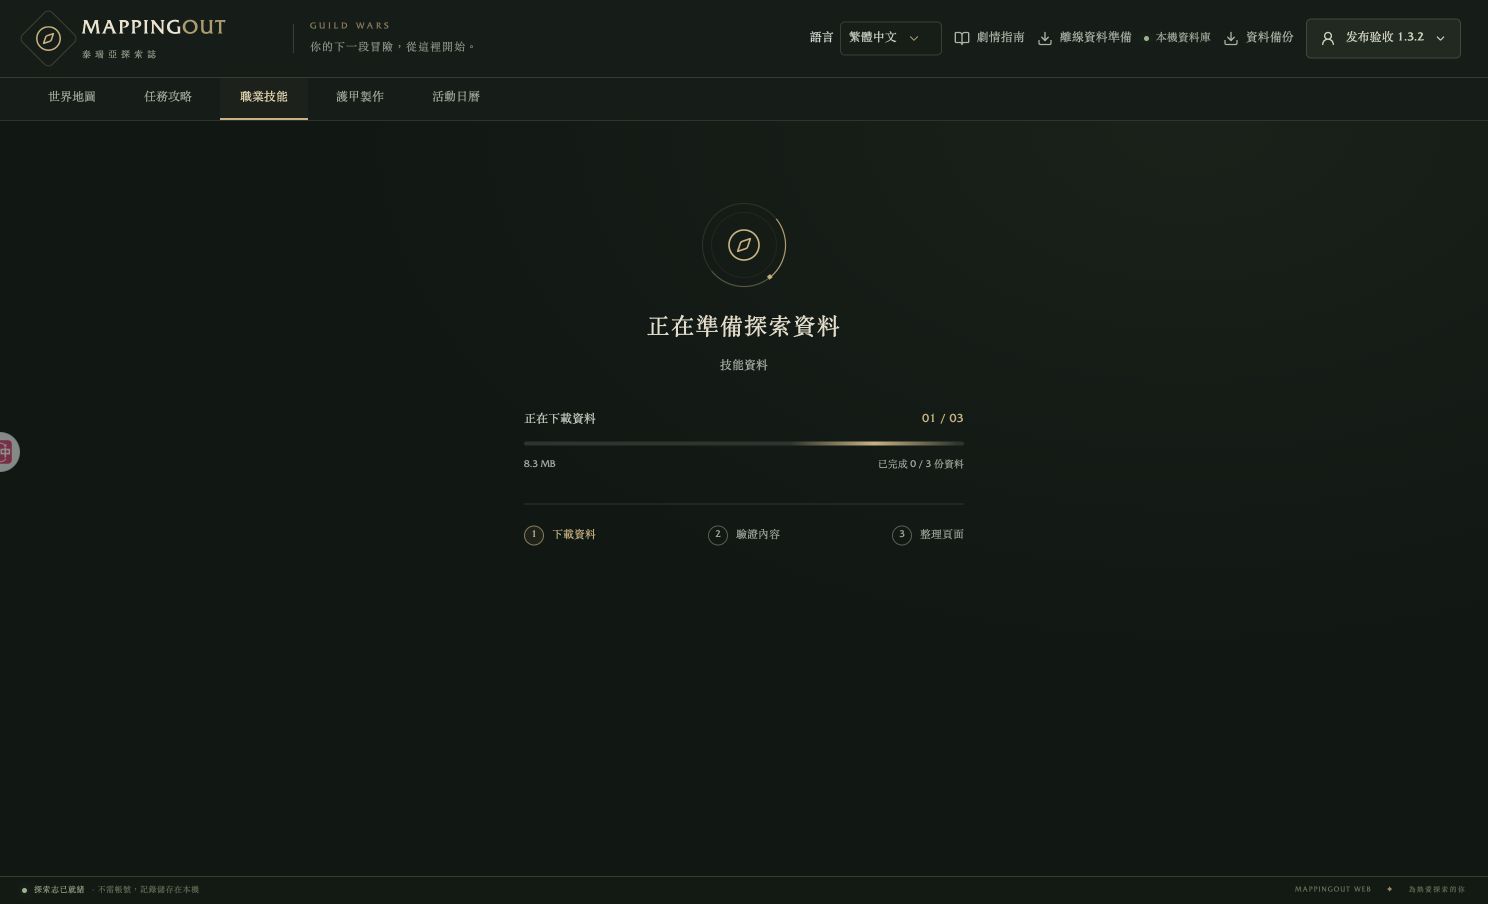 MAPPINGOUT
泰瑞亞探索誌
GUILD WARS
你的下一段冒險，從這裡開始。
語言
繁體中文
劇情指南
離線資料準備
本機資料庫
資料備份
发布验收 1.3.2
世界地圖
任務攻略
職業技能
護甲製作
活動日曆
正在準備探索資料
技能資料
正在下載資料
01 / 03
8.3 MB
已完成 0 / 3 份資料
1 下載資料
2 驗證內容
3 整理頁面
中
探索志已就緒 · 不需帳號，記錄儲存在本機
MAPPINGOUT WEB ✦ 為熱愛探索的你